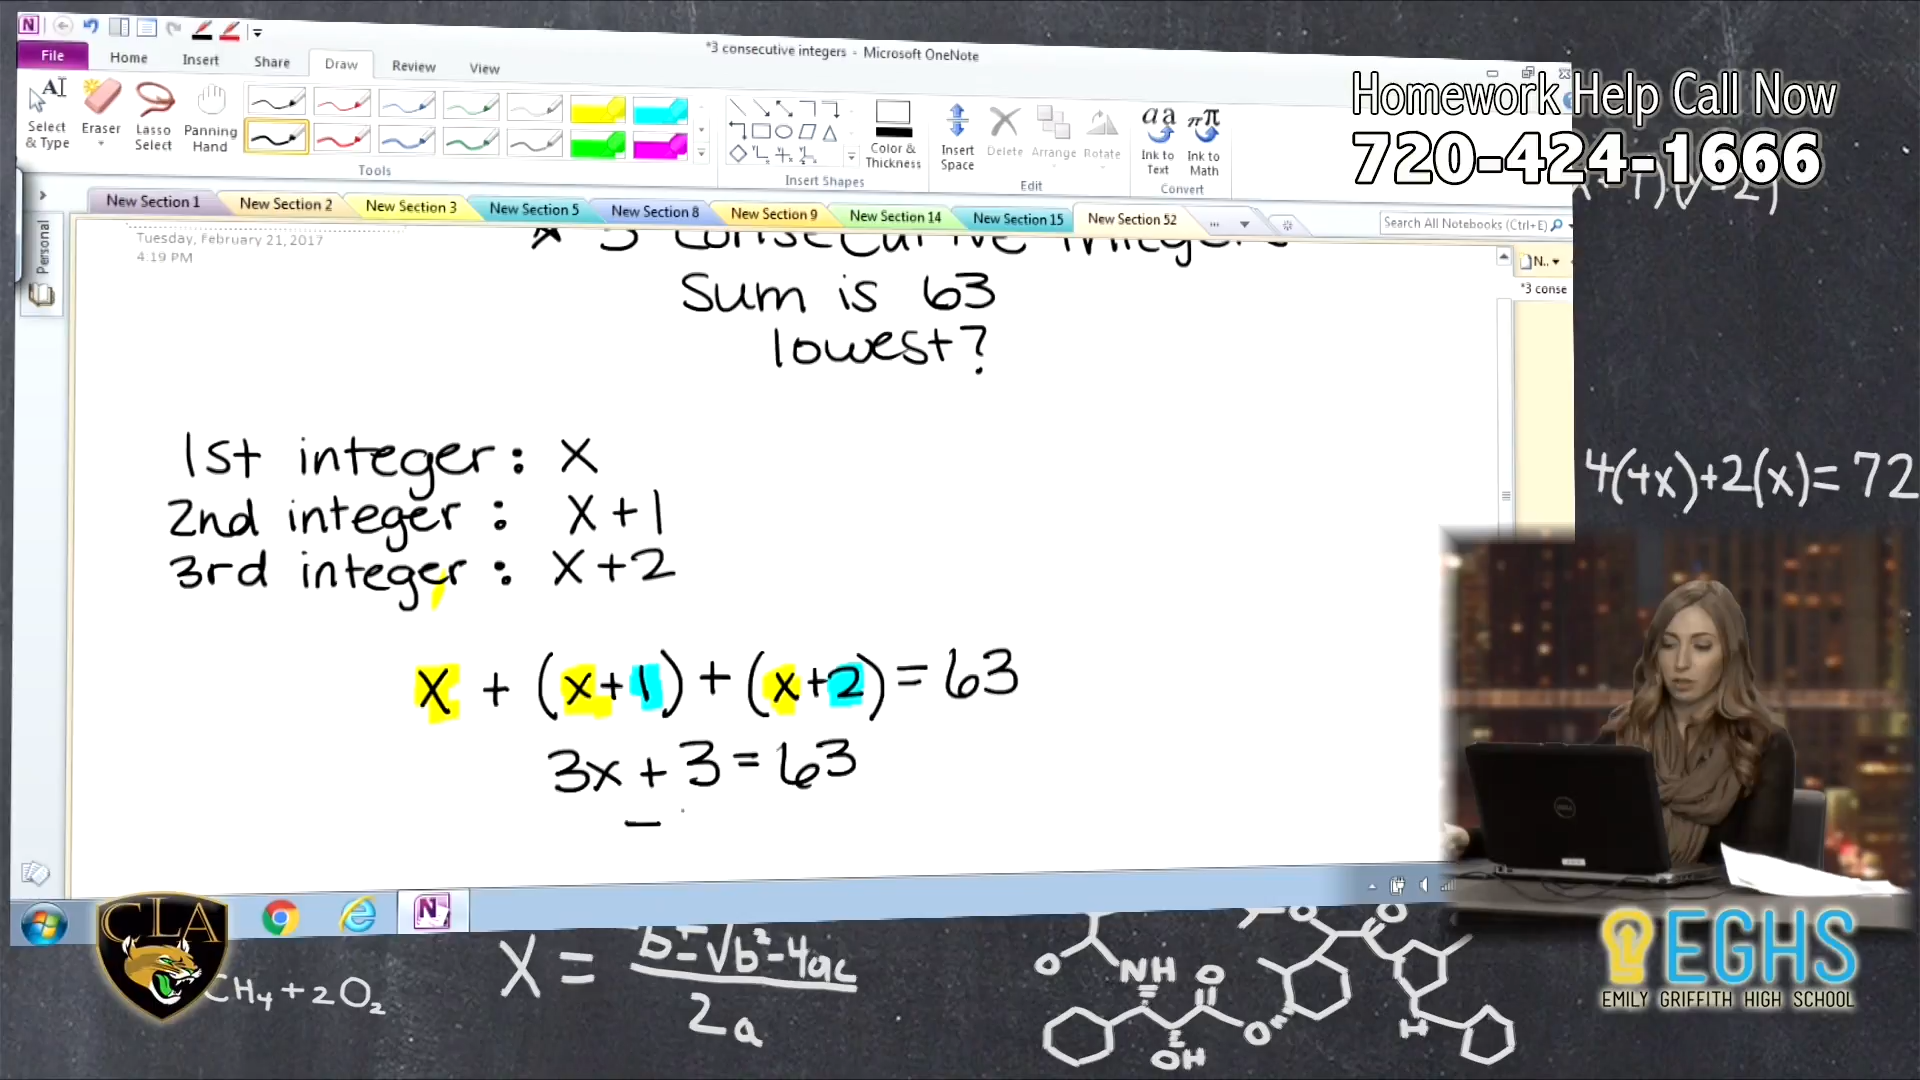 *3 consecutive integers - Microsoft OneNote
File Home Insert Share Draw Review View
Homework Help Call Now
720-424-1666
Select & Type
Eraser
Lasso Select
Panning Hand
Color & Thickness
Insert Space
Delete
Arrange
Rotate
Ink to Text
Ink to Math
Tools
Insert Shapes
Edit
Convert
New Section 1 New Section 2 New Section 3 New Section 5 New Section 8 New Section 9 New Section 14 New Section 15 New Section 52 ...
Search All Notebooks (Ctrl+E)
Personal
N..
*3 conse
Tuesday, February 21, 2017
4:19 PM
* 3 consecutive integers
Sum is 63
lowest?
1st integer: x
2nd integer: x+1
3rd integer: x+2
x + (x+1) + (x+2) = 63
3x + 3 = 63
–
4(4x)+2(x)=72
DELL
CLA
CH4+2O2
X = b±√b²-4ac
2a
NH
O
O
O
O
O
OH
H
EGHS
EMILY GRIFFITH HIGH SCHOOL